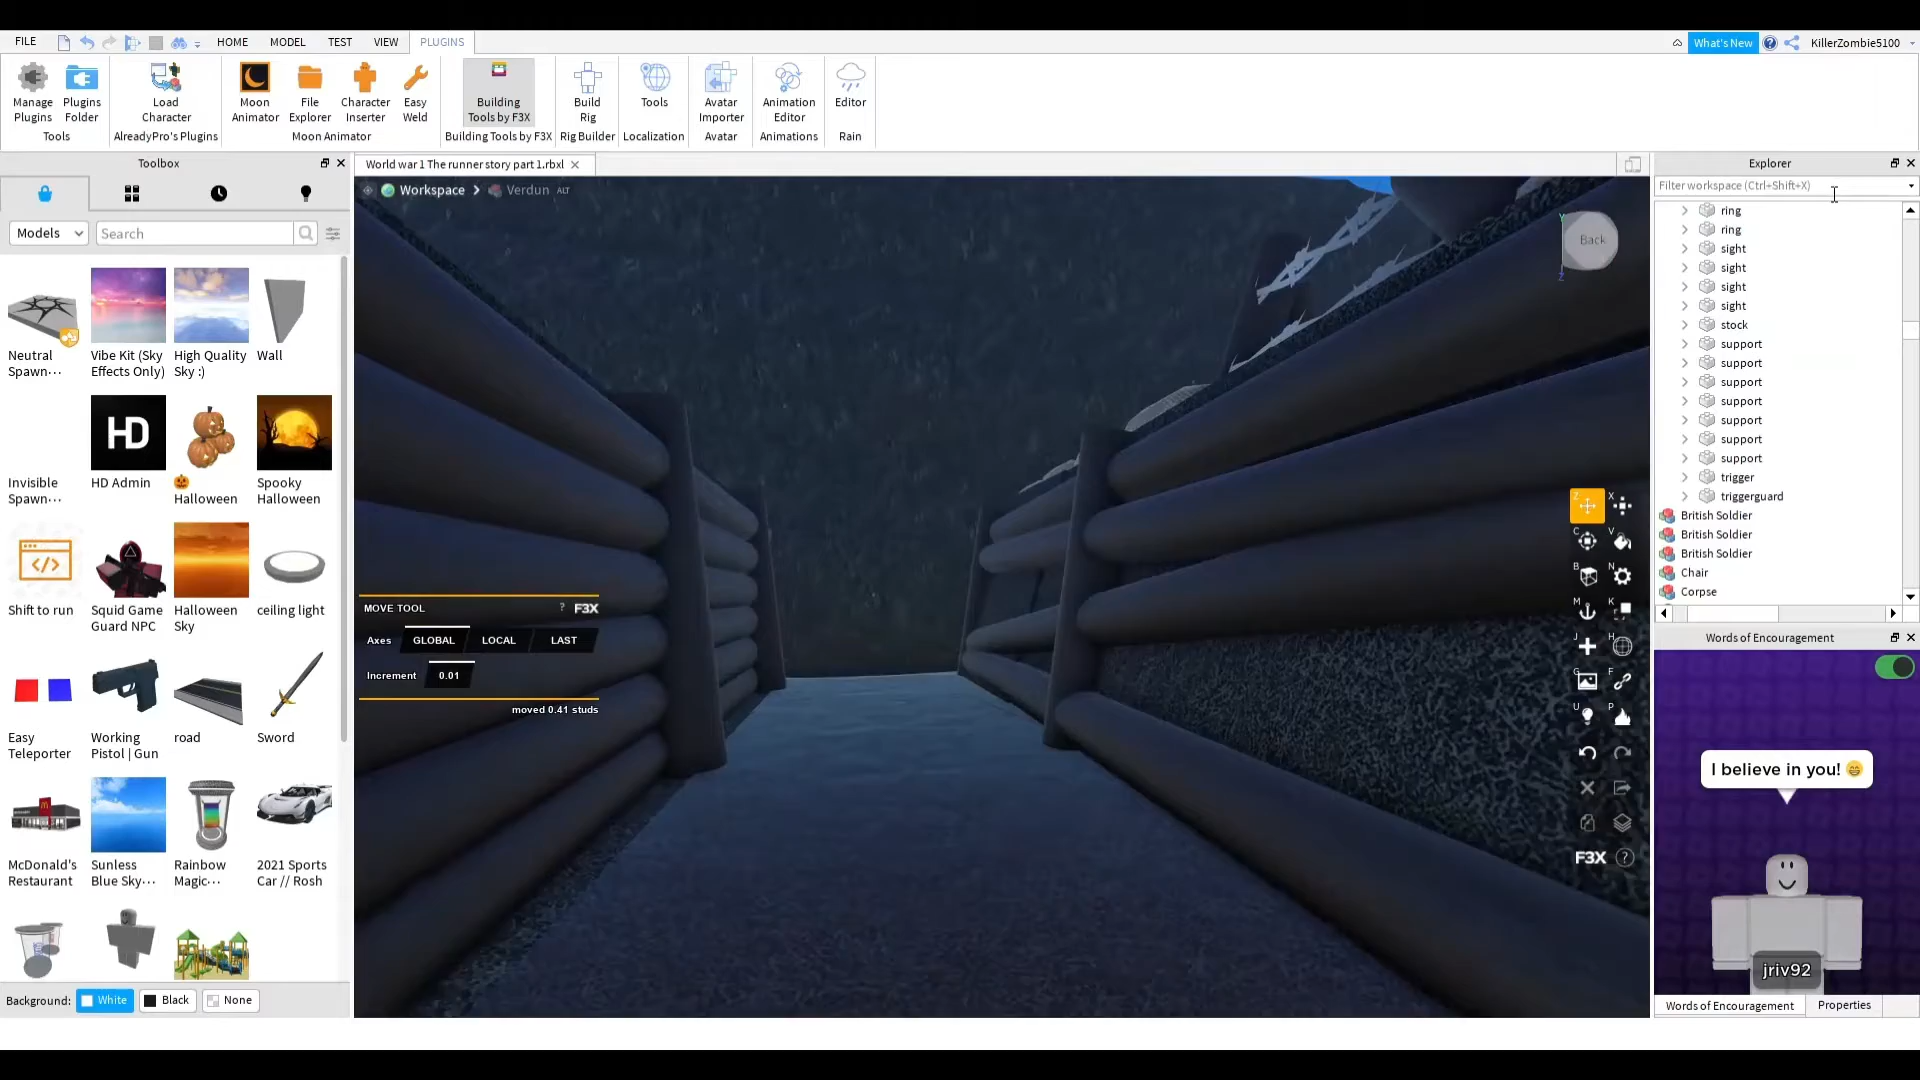 FILE
HOME
MODEL
TEST
VIEW
PLUGINS
What's New
KillerZombie5100
Manage Plugins
Plugins Folder
Tools
Load Character
AlreadyPro's Plugins
Moon Animator
File Explorer
Character Inserter
Easy Weld
Moon Animator
Building Tools by F3X
Building Tools by F3X
Build Rig
Rig Builder
Tools
Localization
Avatar Importer
Avatar
Animation Editor
Animations
Editor
Rain
Toolbox
World war 1 The runner story part 1.rbxl
Explorer
Workspace
Verdun
ALT
Filter workspace (Ctrl+Shift+X)
Models
Search
Neutral Spawn···
Vibe Kit (Sky Effects Only)
High Quality Sky :)
Wall
Invisible Spawn···
HD
HD Admin
🎃 Halloween
Spooky Halloween
Shift to run
Squid Game Guard NPC
Halloween Sky
ceiling light
Easy Teleporter
Working Pistol | Gun
road
Sword
McDonald's Restaurant
Sunless Blue Sky···
Rainbow Magic···
2021 Sports Car // Rosh
Background:
White
Black
None
Back
Y
Z
MOVE TOOL
?
F3X
Axes
GLOBAL
LOCAL
LAST
Increment
0.01
moved 0.41 studs
Z
X
C
V
B
N
M
K
J
H
G
F
U
P
F3X
?
ring
ring
sight
sight
sight
sight
stock
support
support
support
support
support
support
support
trigger
triggerguard
British Soldier
British Soldier
British Soldier
Chair
Corpse
Words of Encouragement
I believe in you! 😁
jriv92
Words of Encouragement
Properties